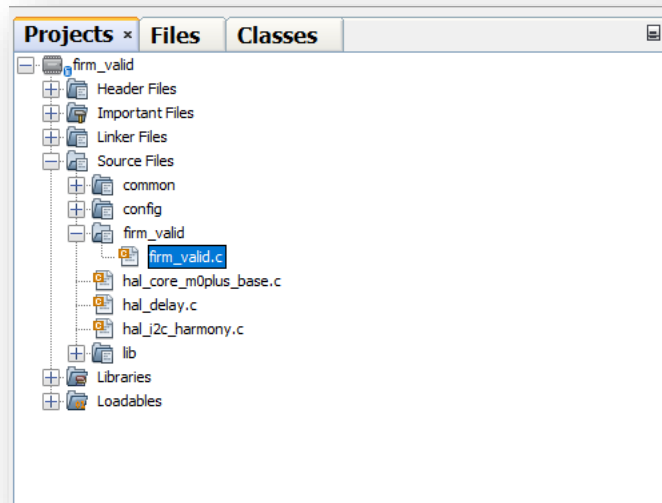 Projects × Files Classes
firm_valid
Header Files
Important Files
Linker Files
Source Files
common
config
firm_valid
firm_valid.c
hal_core_m0plus_base.c
hal_delay.c
hal_i2c_harmony.c
lib
Libraries
Loadables